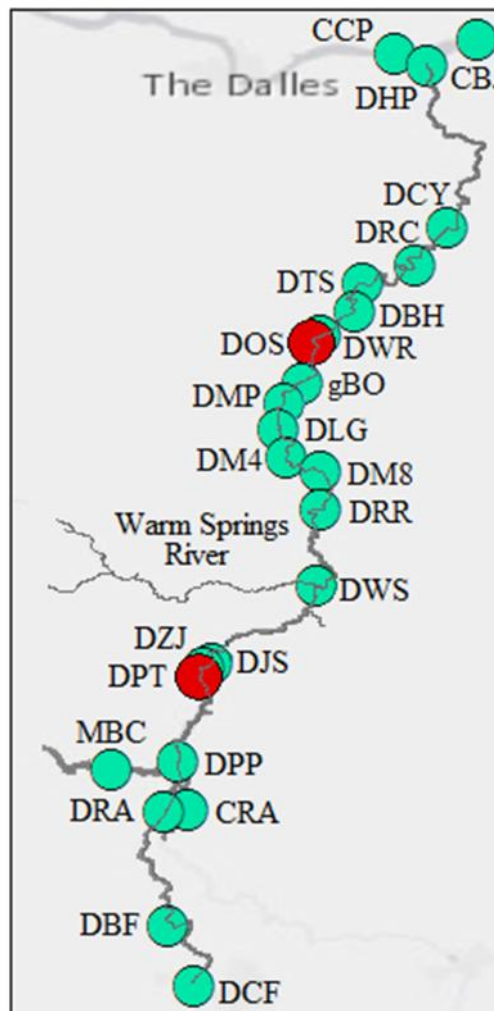 CCP
The Dalles
CBJ
DHP
DCY
DRC
DTS
DBH
DOS
DWR
gBO
DMP
DLG
DM4
DM8
DRR
Warm Springs
River
DWS
DZJ
DJS
DPT
MBC
DPP
DRA
CRA
DBF
DCF